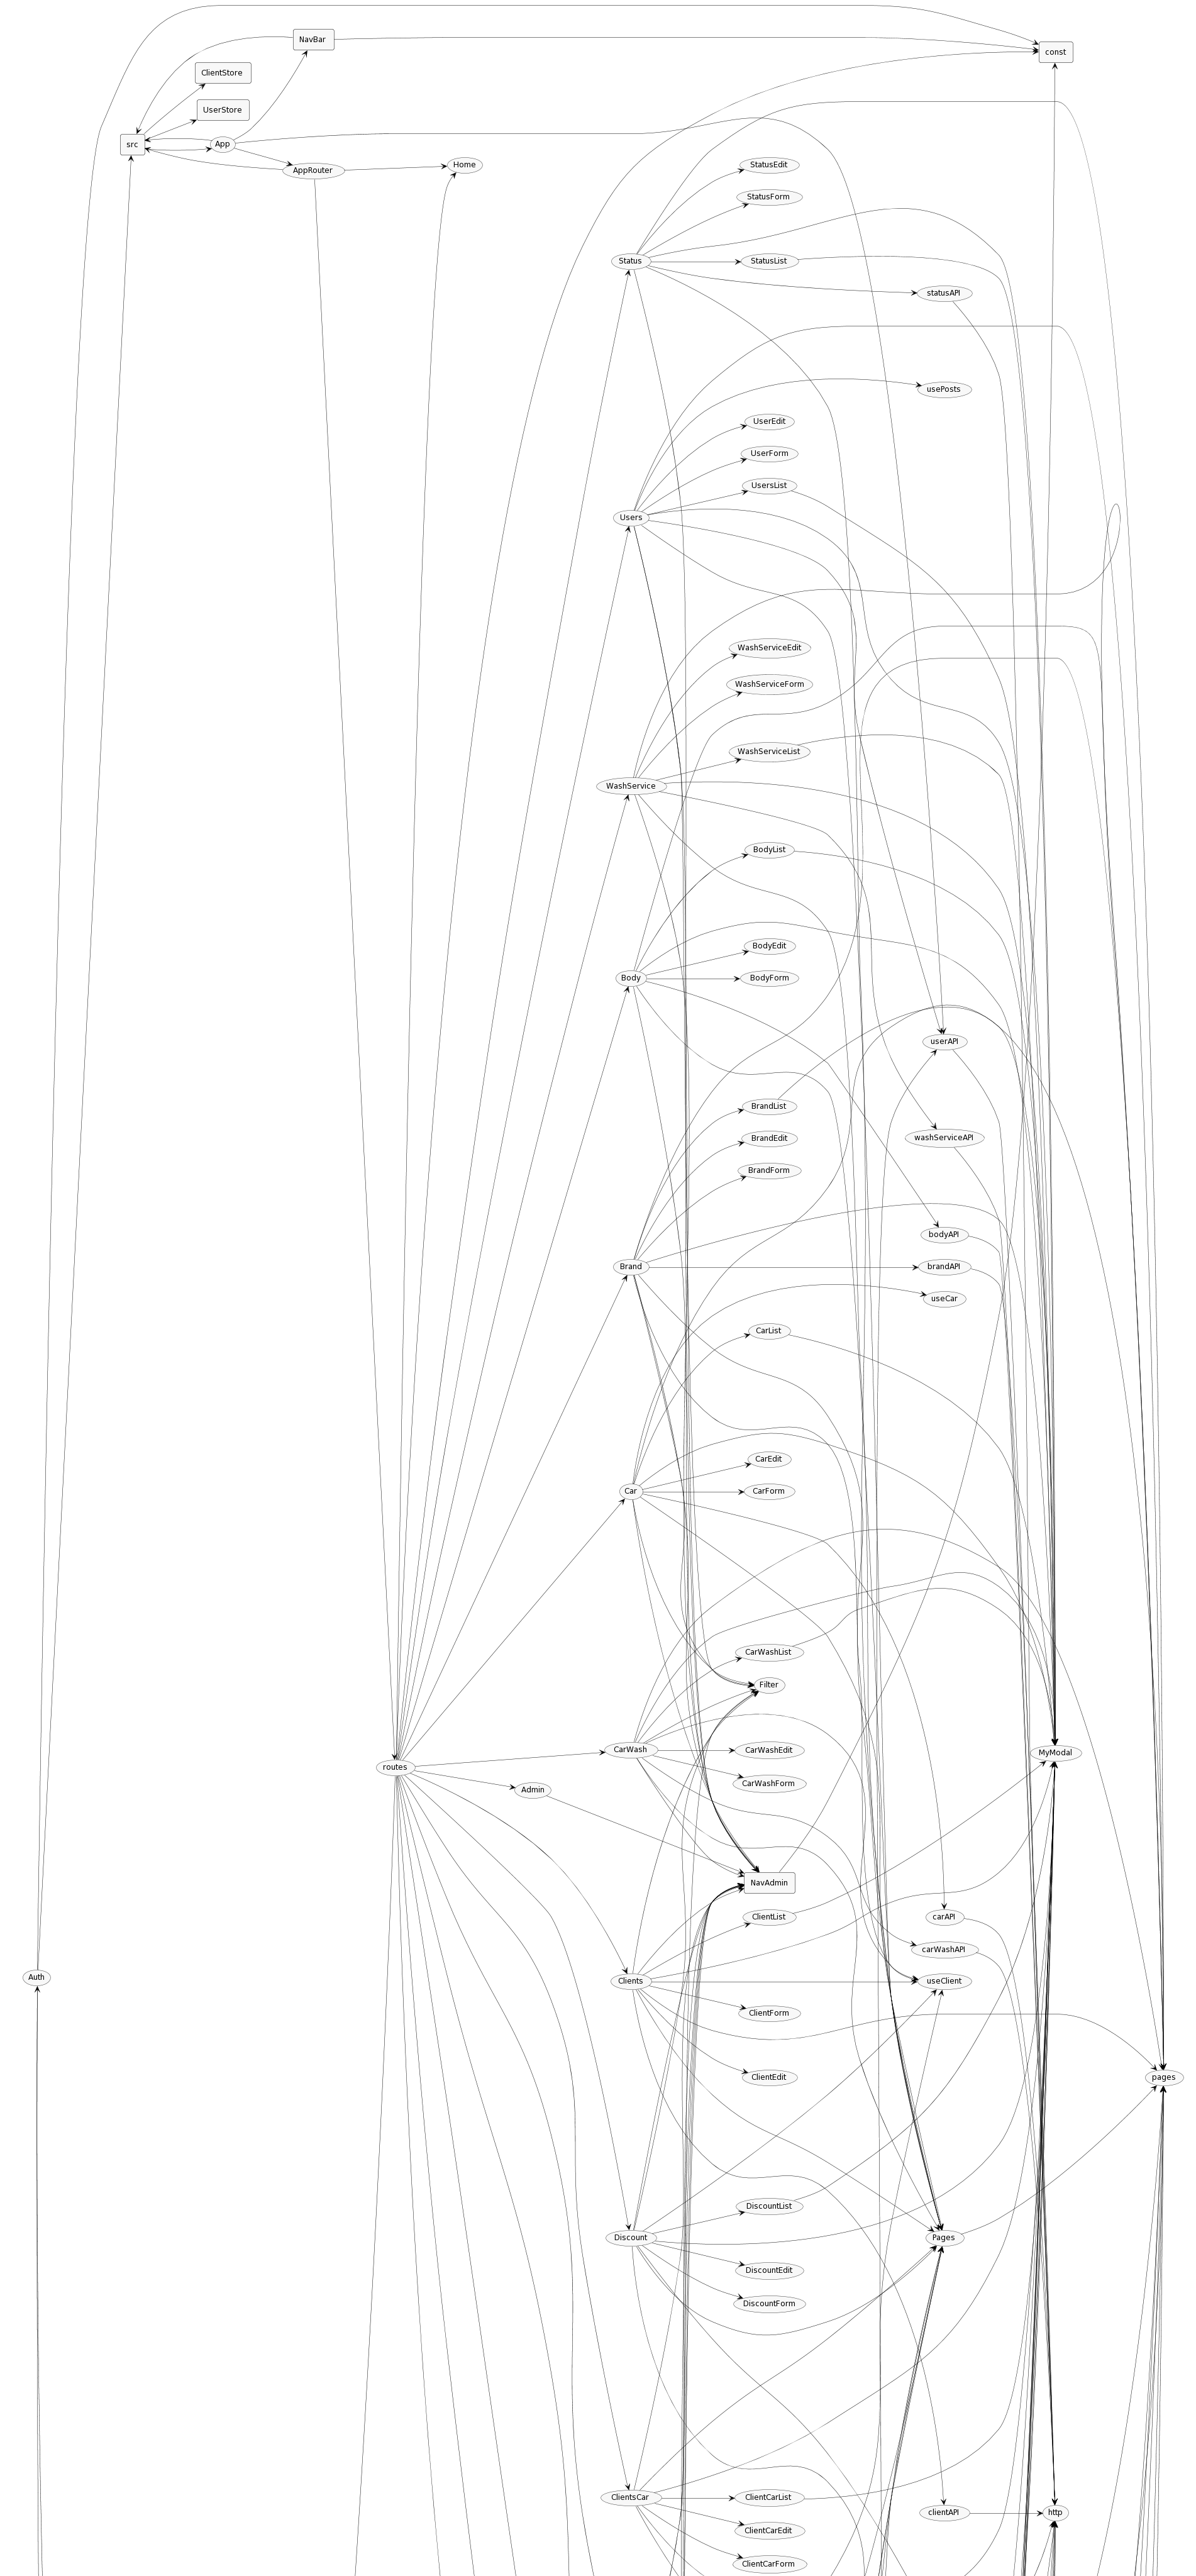 NavBar
const
ClientStore
UserStore
src
App
Home
AppRouter
StatusEdit
StatusForm
Status
StatusList
statusAPI
usePosts
UserEdit
UserForm
UsersList
Users
WashServiceEdit
WashServiceForm
WashServiceList
WashService
BodyList
BodyEdit
Body
BodyForm
userAPI
BrandList
BrandEdit
washServiceAPI
BrandForm
bodyAPI
Brand
brandAPI
useCar
CarList
CarEdit
Car
CarForm
CarWashList
Filter
CarWash
CarWashEdit
MyModal
routes
CarWashForm
Admin
NavAdmin
ClientList
carAPI
carWashAPI
Auth
Clients
useClient
ClientForm
ClientEdit
pages
DiscountList
Discount
Pages
DiscountEdit
DiscountForm
ClientsCar
ClientCarList
clientAPI
http
ClientCarEdit
ClientCarForm